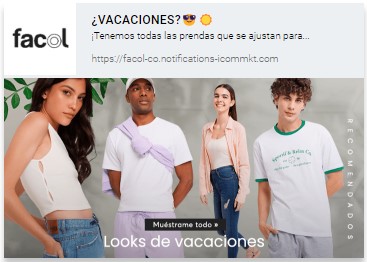 facol
¿VACACIONES?😎🌞
¡Tenemos todas las prendas que se ajustan para...
https://facol-co.notifications-icommkt.com
RECOMENDADOS
Muéstrame todo »
Looks de vacaciones